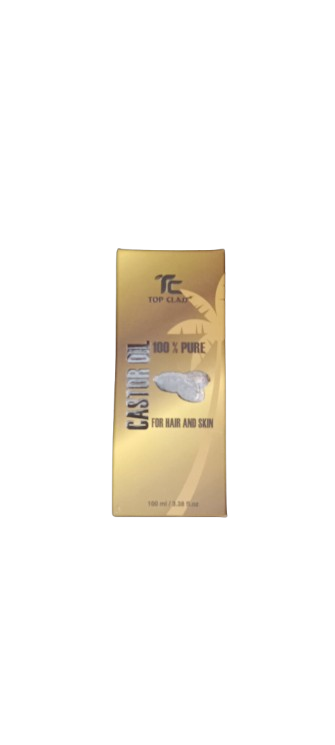 TC
TOP CLAD
100 % PURE
CASTOR OIL
FOR HAIR AND SKIN
100 ml / 3.38 fl.oz